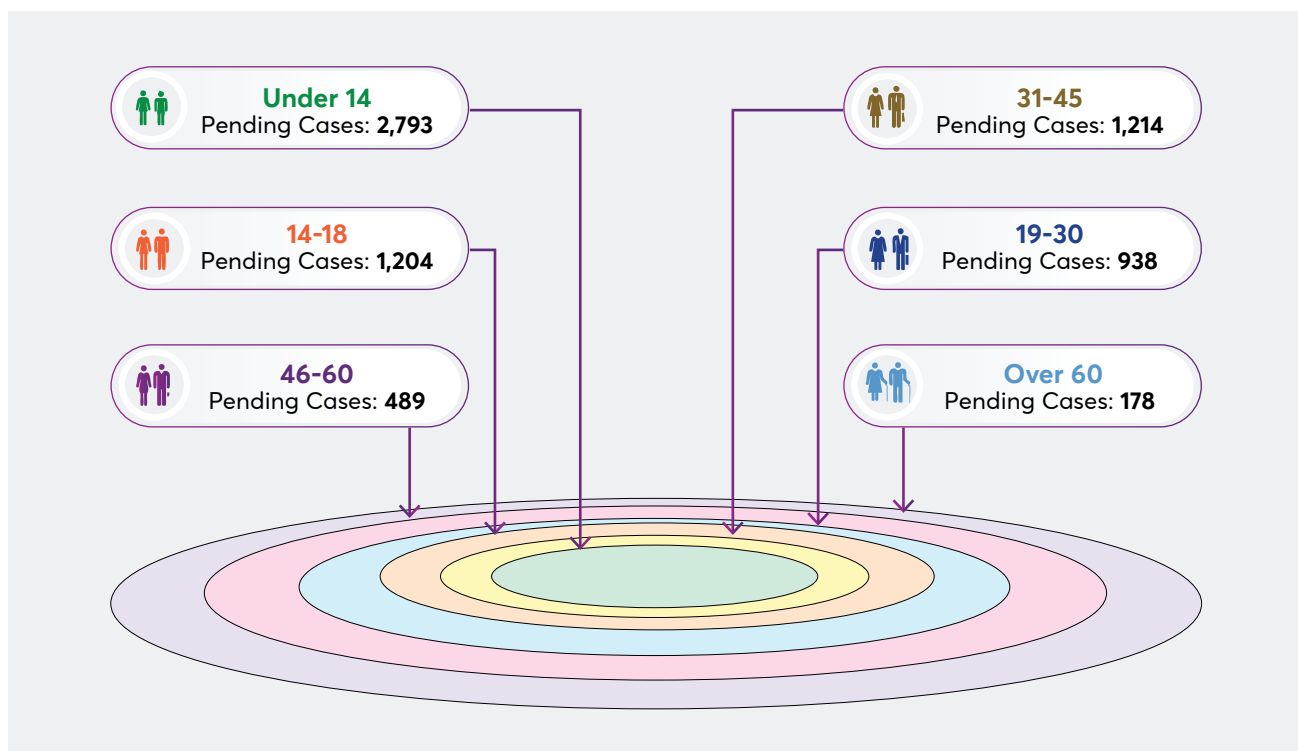 Under 14
Pending Cases: 2,793
31-45
Pending Cases: 1,214
14-18
Pending Cases: 1,204
19-30
Pending Cases: 938
46-60
Pending Cases: 489
Over 60
Pending Cases: 178